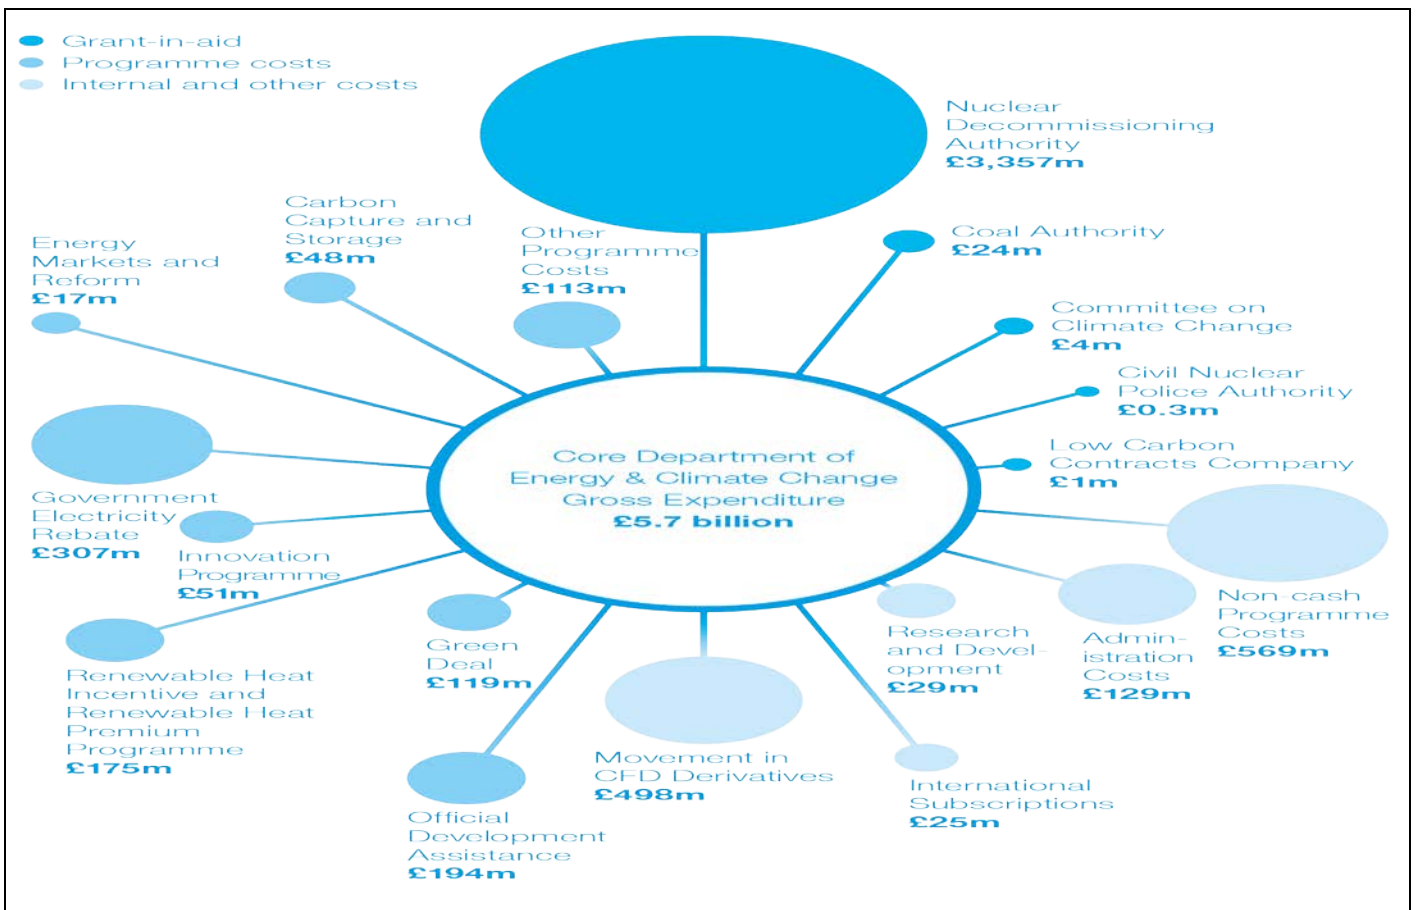 Grant-in-aid
Programme costs
Internal and other costs
Nuclear
Decommissioning
Authority
£3,357m
Coal Authority
£24m
Committee on
Climate Change
£4m
Civil Nuclear
Police Authority
£0.3m
Low Carbon
Contracts Company
£1m
Non-cash
Programme
Costs
£569m
Admin-
istration
Costs
£129m
Research
and Devel-
opment
£29m
International
Subscriptions
£25m
Movement in
CFD Derivatives
£498m
Official
Development
Assistance
£194m
Green
Deal
£119m
Renewable Heat
Incentive and
Renewable Heat
Premium
Programme
£175m
Innovation
Programme
£51m
Government
Electricity
Rebate
£307m
Energy
Markets and
Reform
£17m
Carbon
Capture and
Storage
£48m
Other
Programme
Costs
£113m
Core Department of
Energy & Climate Change
Gross Expenditure
£5.7 billion